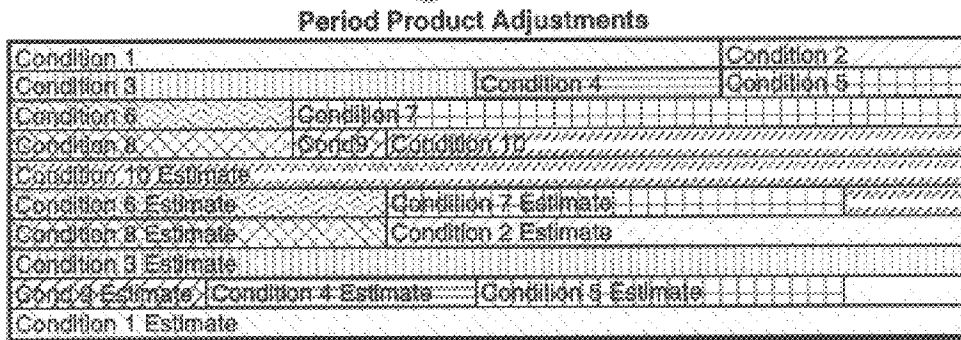 Period Product Adjustments
Condition 1 Condition 2
Condition 3 Condition 4 Condition 5
Condition 6 Condition 7
Condition 8 Cond9 Condition 10
Condition 10 Estimate
Condition 6 Estimate Condition 7 Estimate
Condition 8 Estimate Condition 2 Estimate
Condition 3 Estimate
Cond 9 Estimate Condition 4 Estimate Condition 5 Estimate
Condition 1 Estimate